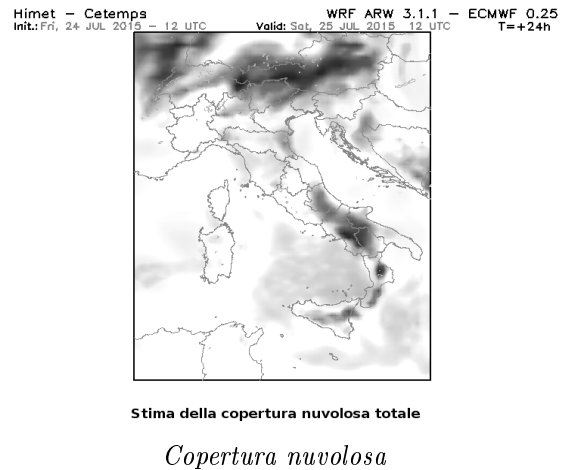 Himet - Cetemps WRF ARW 3.1.1 - ECMWF 0.25
Init.: Fri, 24 JUL 2015 - 12 UTC Valid: Sat, 25 JUL 2015 12 UTC T=+24h
Stima della copertura nuvolosa totale
Copertura nuvolosa